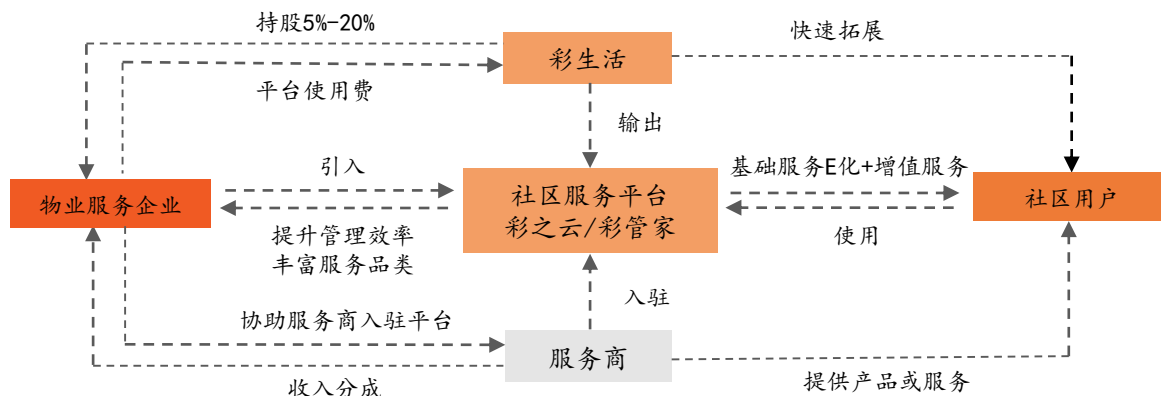 持股5%-20%
快速拓展
彩生活
平台使用费
输出
引入
基础服务E化+增值服务
物业服务企业
社区服务平台
彩之云/彩管家
社区用户
提升管理效率
丰富服务品类
使用
入驻
协助服务商入驻平台
服务商
收入分成
提供产品或服务